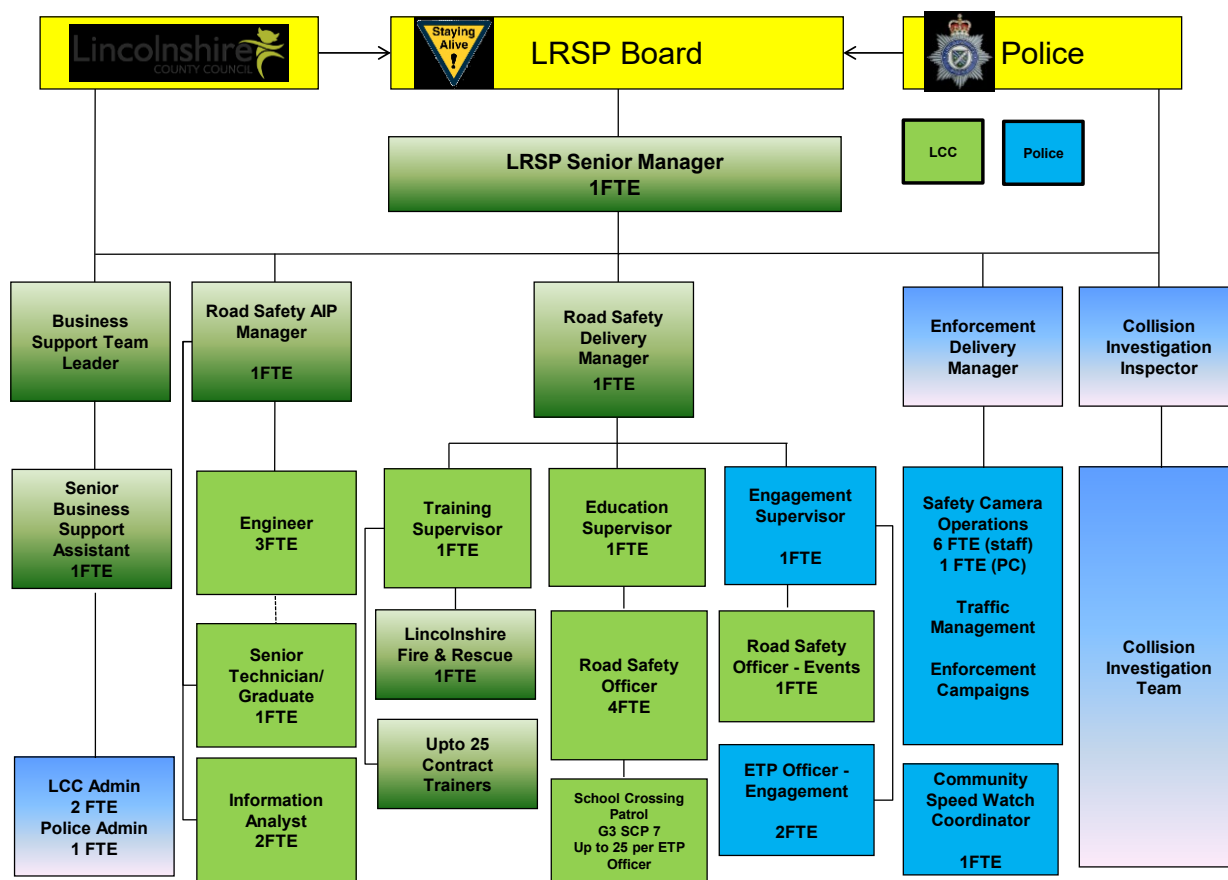 Lincolnshire
COUNTY COUNCIL
Staying
Alive
!
LRSP Board
Police
LCC
Police
LRSP Senior Manager
1FTE
Business
Support Team
Leader
Road Safety AIP
Manager
1FTE
Road Safety
Delivery
Manager
1FTE
Enforcement
Delivery
Manager
Collision
Investigation
Inspector
Senior
Business
Support
Assistant
1FTE
Engineer
3FTE
Training
Supervisor
1FTE
Education
Supervisor
1FTE
Engagement
Supervisor
1FTE
Safety Camera
Operations
6 FTE (staff)
1 FTE (PC)
Traffic
Management
Enforcement
Campaigns
Collision
Investigation
Team
Senior
Technician/
Graduate
1FTE
Lincolnshire
Fire & Rescue
1FTE
Road Safety
Officer
4FTE
Road Safety
Officer - Events
1FTE
LCC Admin
2 FTE
Police Admin
1 FTE
Information
Analyst
2FTE
Upto 25
Contract
Trainers
School Crossing
Patrol
G3 SCP 7
Up to 25 per ETP
Officer
ETP Officer -
Engagement
2FTE
Community
Speed Watch
Coordinator
1FTE